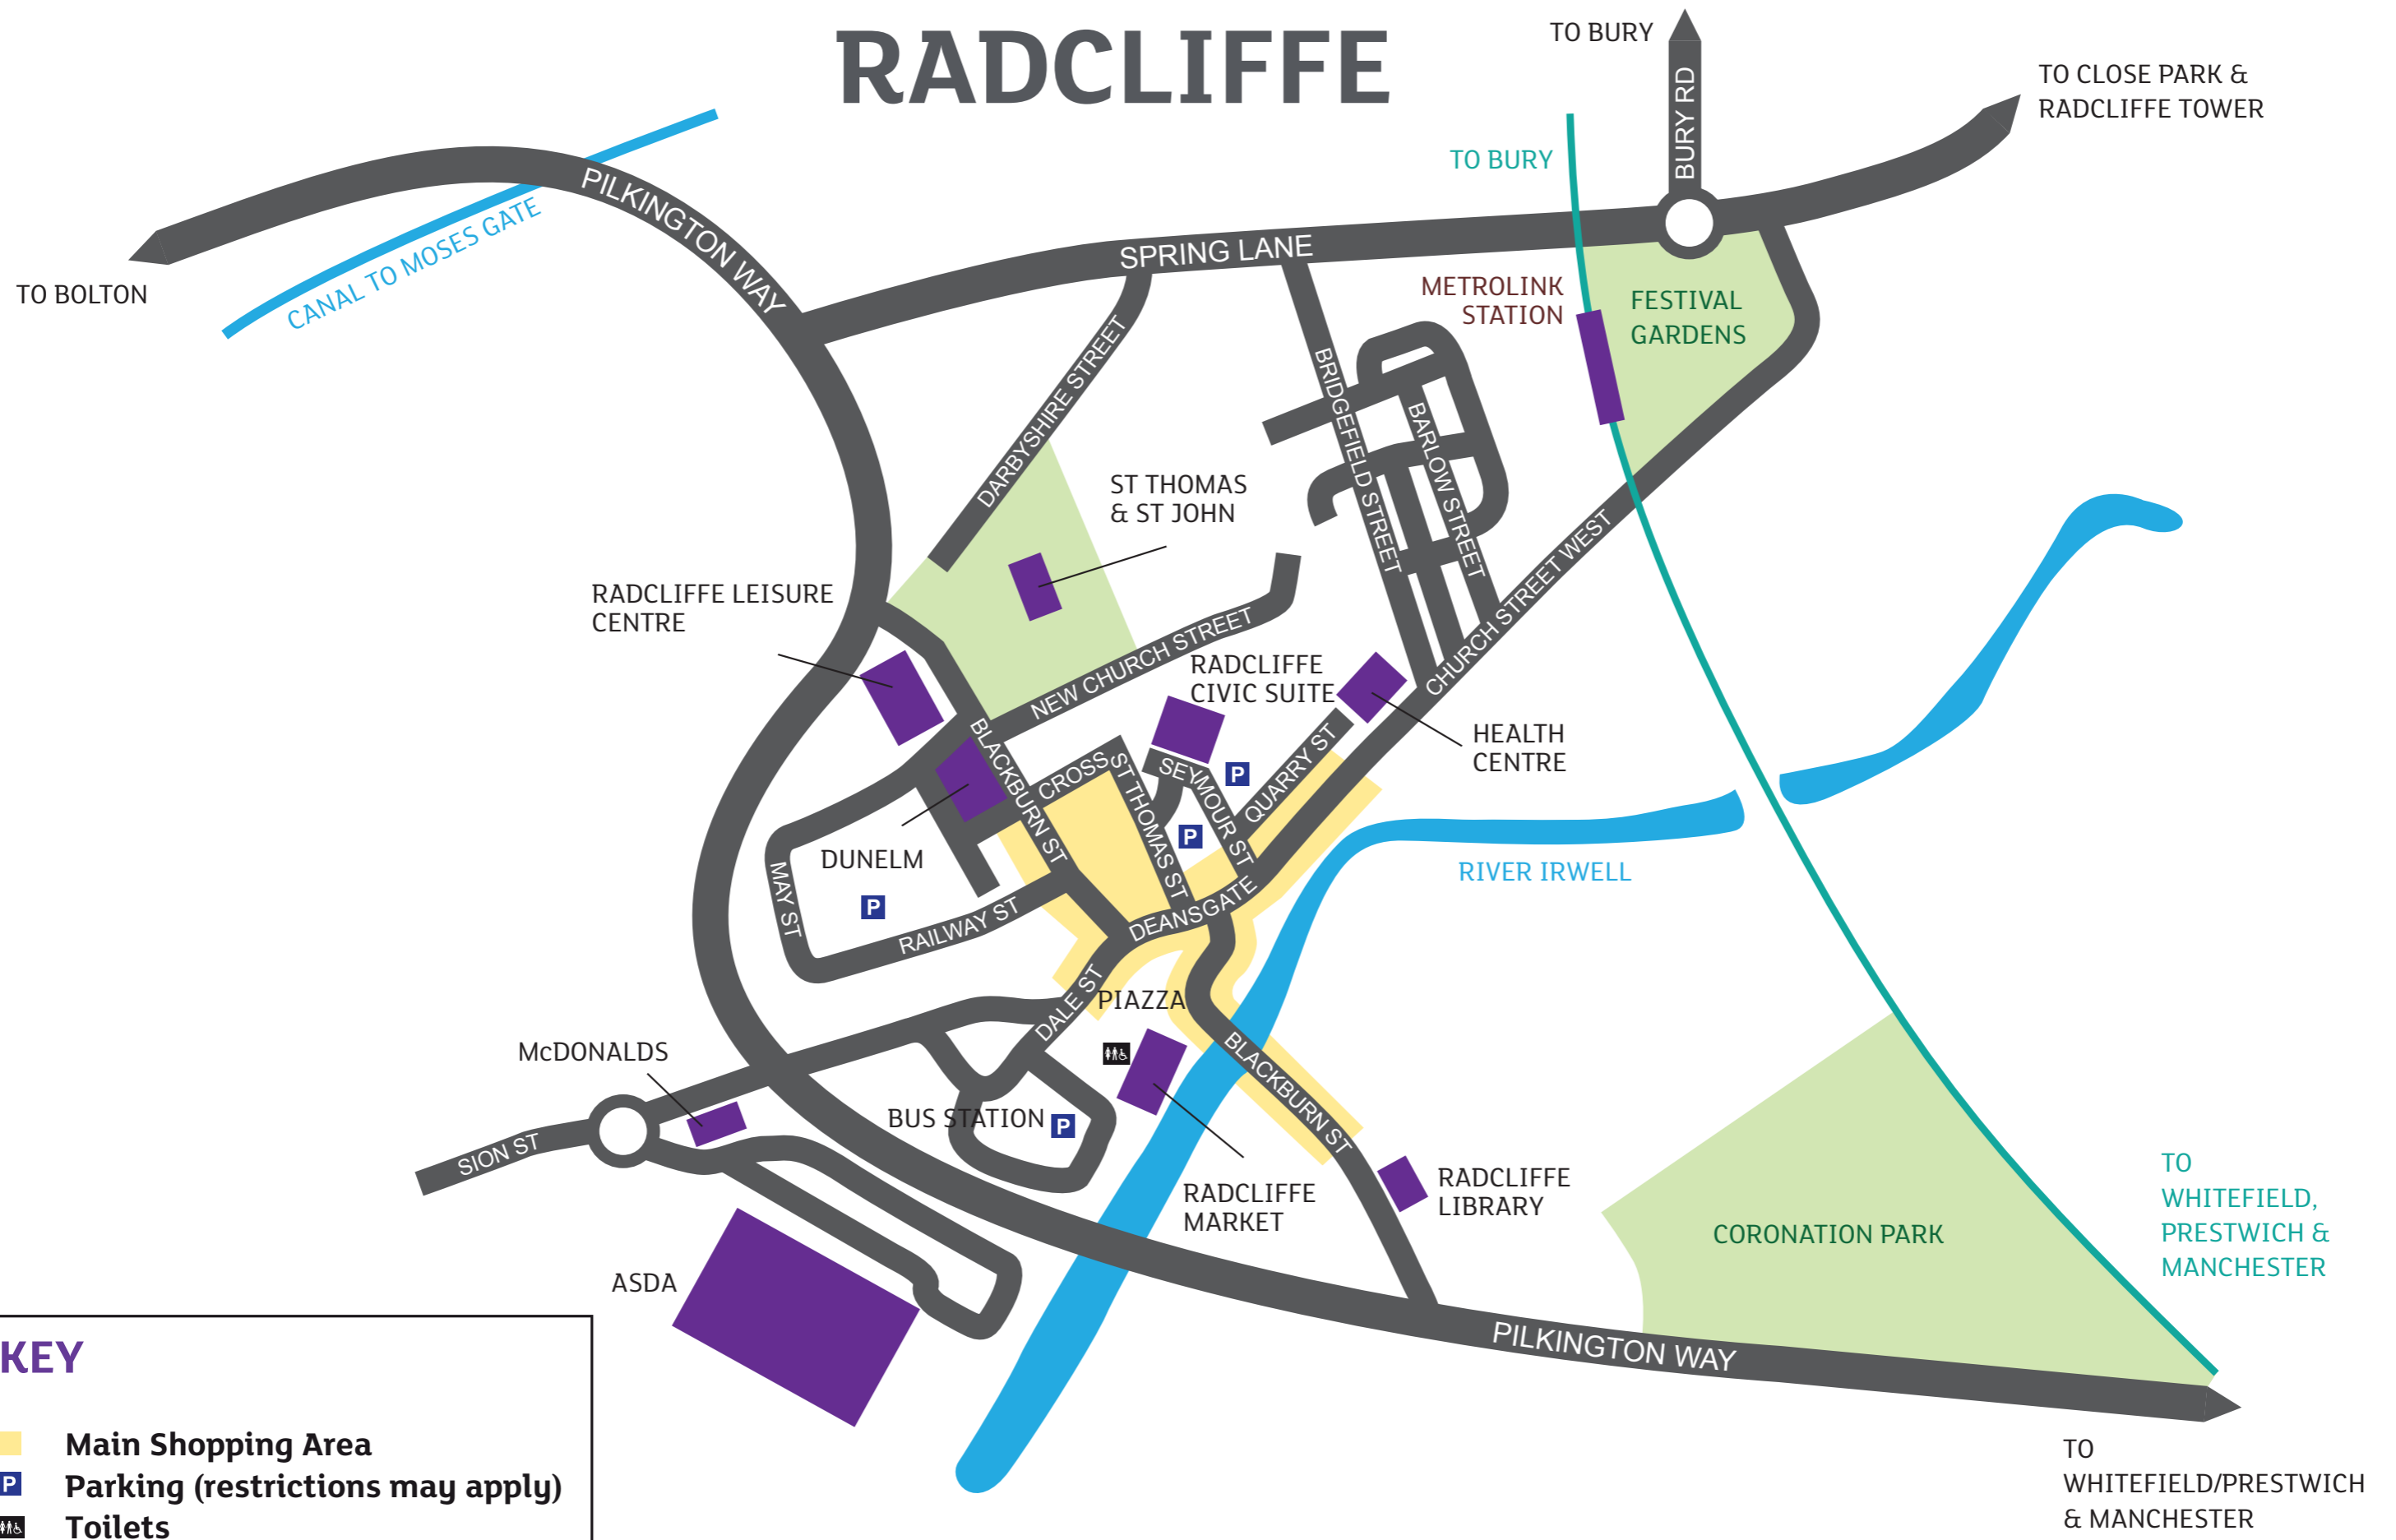 RADCLIFFE
TO BURY
BURY RD
TO CLOSE PARK &
RADCLIFFE TOWER
TO BURY
PILKINGTON WAY
CANAL TO MOSES GATE
TO BOLTON
SPRING LANE
METROLINK
STATION
FESTIVAL
GARDENS
DARBYSHIRE STREET
BRIDGEFIELD STREET
BARLOW STREET
ST THOMAS
& ST JOHN
CHURCH STREET WEST
RADCLIFFE LEISURE
CENTRE
NEW CHURCH STREET
RADCLIFFE
CIVIC SUITE
HEALTH
CENTRE
BLACKBURN ST
CROSS
ST THOMAS ST
SEYMOUR ST
P
QUARRY ST
P
DUNELM
MAY ST
P
RAILWAY ST
DEANSGATE
RIVER IRWELL
DALE ST
PIAZZA
McDONALDS
BLACKBURN ST
BUS STATION
P
SION ST
RADCLIFFE
MARKET
RADCLIFFE
LIBRARY
CORONATION PARK
TO
WHITEFIELD,
PRESTWICH &
MANCHESTER
ASDA
PILKINGTON WAY
TO
WHITEFIELD/PRESTWICH
& MANCHESTER
KEY
Main Shopping Area
P Parking (restrictions may apply)
Toilets